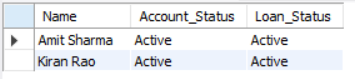 Name Account_Status Loan_Status
Amit Sharma Active Active
Kiran Rao Active Active